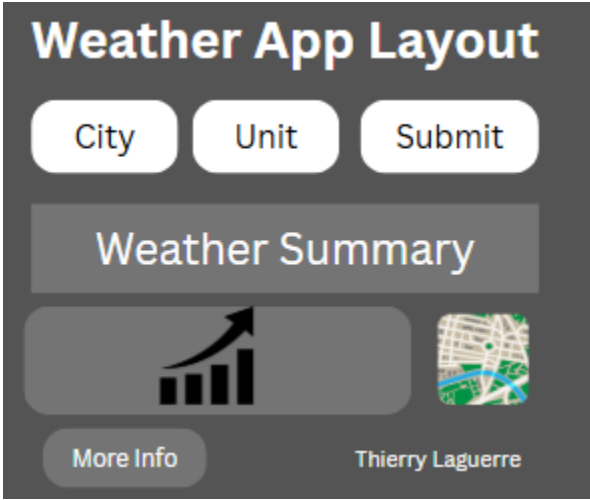 Weather App Layout
City Unit Submit
Weather Summary
More Info Thierry Laguerre